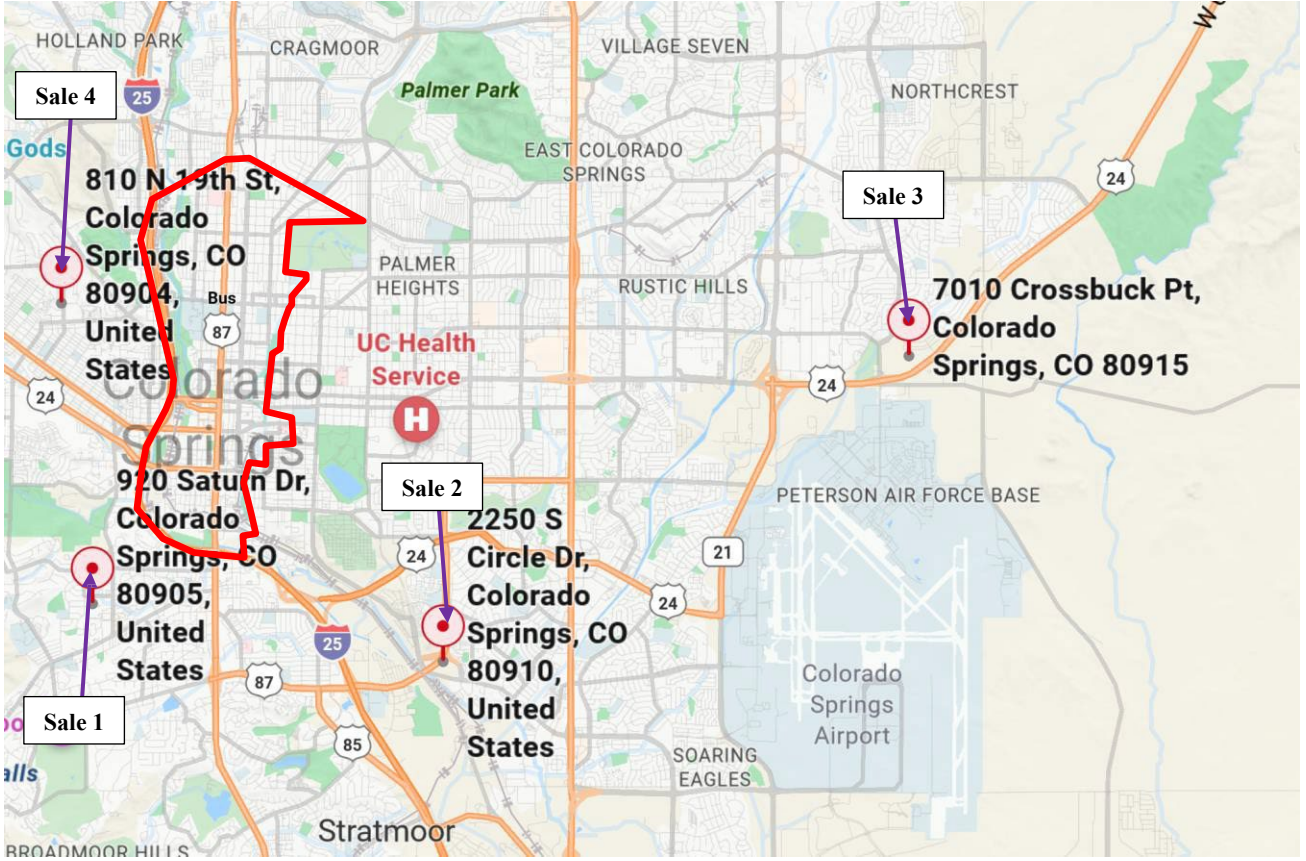 HOLLAND PARK
CRAGMOOR
VILLAGE SEVEN
Sale 4
25
Palmer Park
NORTHCREST
Gods
EAST COLORADO
SPRINGS
24
810 N 19th St,
Colorado
Springs, CO
80904,
United
States
Sale 3
PALMER
HEIGHTS
RUSTIC HILLS
7010 Crossbuck Pt,
Colorado
Springs, CO 80915
Bus
87
UC Health
Service
H
24
24
Colorado
Springs
920 Saturn Dr,
Colorado
Springs, CO
80905,
United
States
Sale 2
2250 S
Circle Dr,
Colorado
Springs, CO
80910,
United
States
PETERSON AIR FORCE BASE
24
21
24
25
87
Colorado
Springs
Airport
Sale 1
85
alls
SOARING
EAGLES
Stratmoor
BROADMOOR HILLS